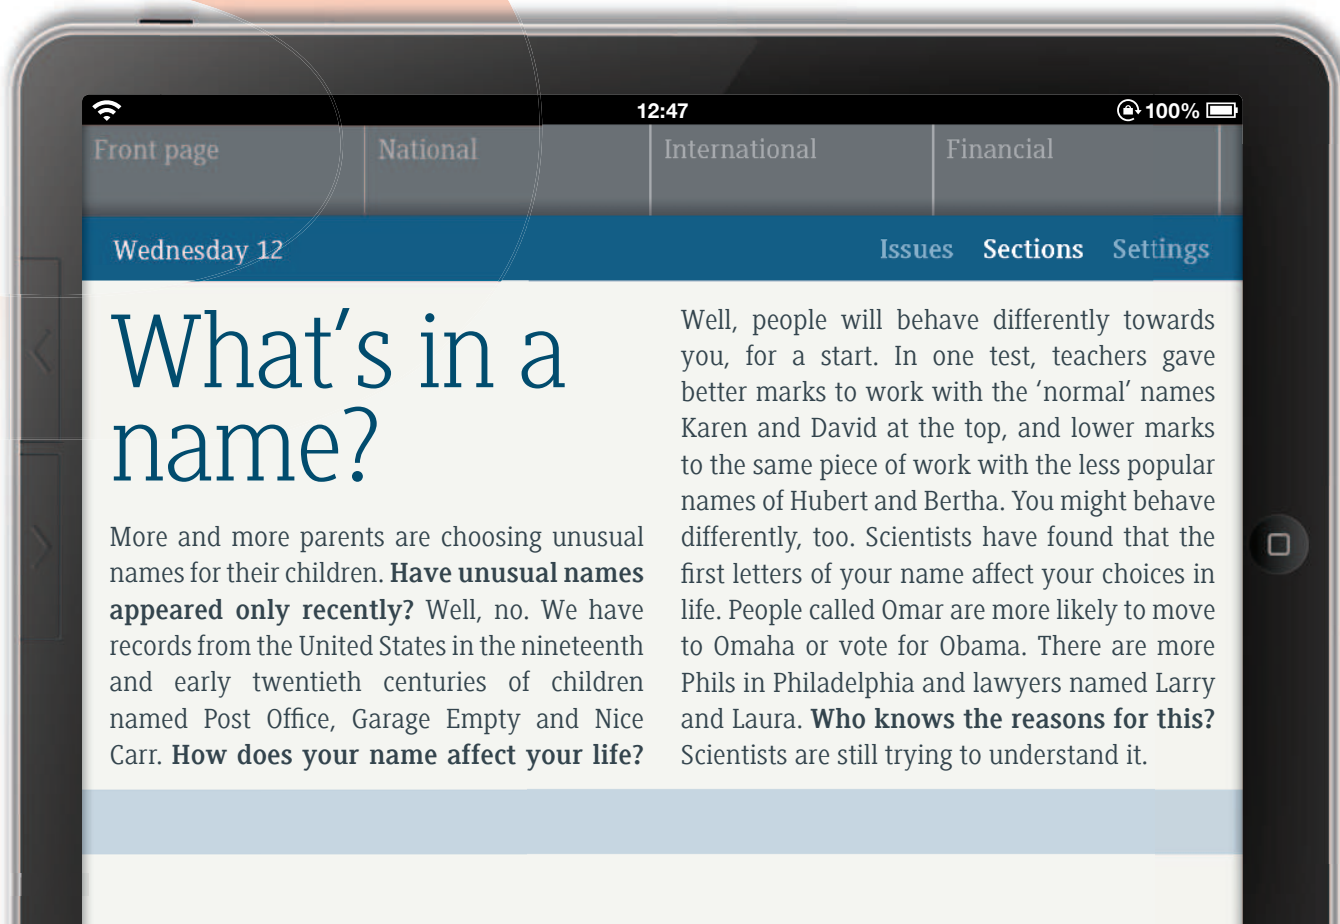 12:47
100%
Front page
National
International
Financial
Wednesday 12
Issues
Sections
Settings
What's in a
name?
More and more parents are choosing unusual
names for their children. Have unusual names
appeared only recently? Well, no. We have
records from the United States in the nineteenth
and early twentieth centuries of children
named Post Office, Garage Empty and Nice
Carr. How does your name affect your life?
Well, people will behave differently towards
you, for a start. In one test, teachers gave
better marks to work with the ‘normal’ names
Karen and David at the top, and lower marks
to the same piece of work with the less popular
names of Hubert and Bertha. You might behave
differently, too. Scientists have found that the
first letters of your name affect your choices in
life. People called Omar are more likely to move
to Omaha or vote for Obama. There are more
Phils in Philadelphia and lawyers named Larry
and Laura. Who knows the reasons for this?
Scientists are still trying to understand it.